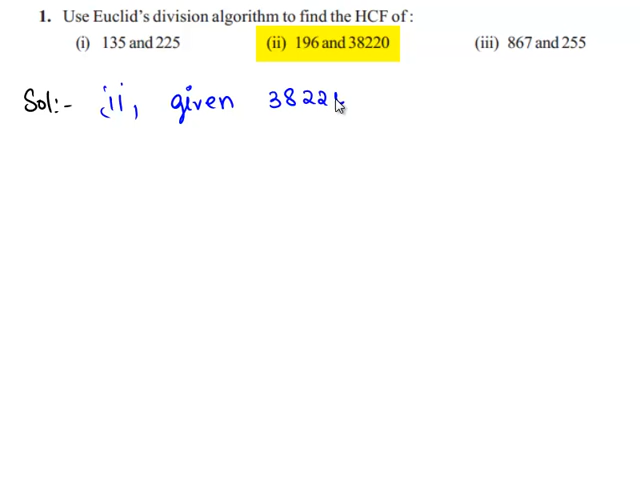 1. Use Euclid's division algorithm to find the HCF of :
(i) 135 and 225 (ii) 196 and 38220 (iii) 867 and 255
Sol:- (ii, given 3822